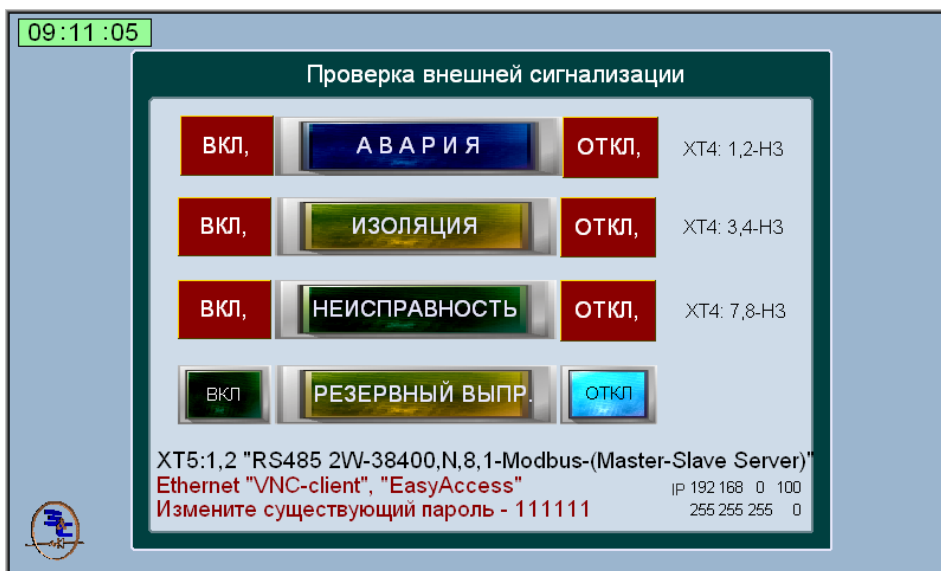 09:11:05
Проверка внешней сигнализации
ВКЛ, АВАРИЯ ОТКЛ, XT4: 1,2-НЗ
ВКЛ, ИЗОЛЯЦИЯ ОТКЛ, XT4: 3,4-НЗ
ВКЛ, НЕИСПРАВНОСТЬ ОТКЛ, XT4: 7,8-НЗ
ВКЛ РЕЗЕРВНЫЙ ВЫПР. ОТКЛ
XT5:1,2 "RS485 2W-38400,N,8,1-Modbus-(Master-Slave Server)"
Ethernet "VNC-client", "EasyAccess" IP 192 168 0 100
Измените существующий пароль - 111111 255 255 255 0